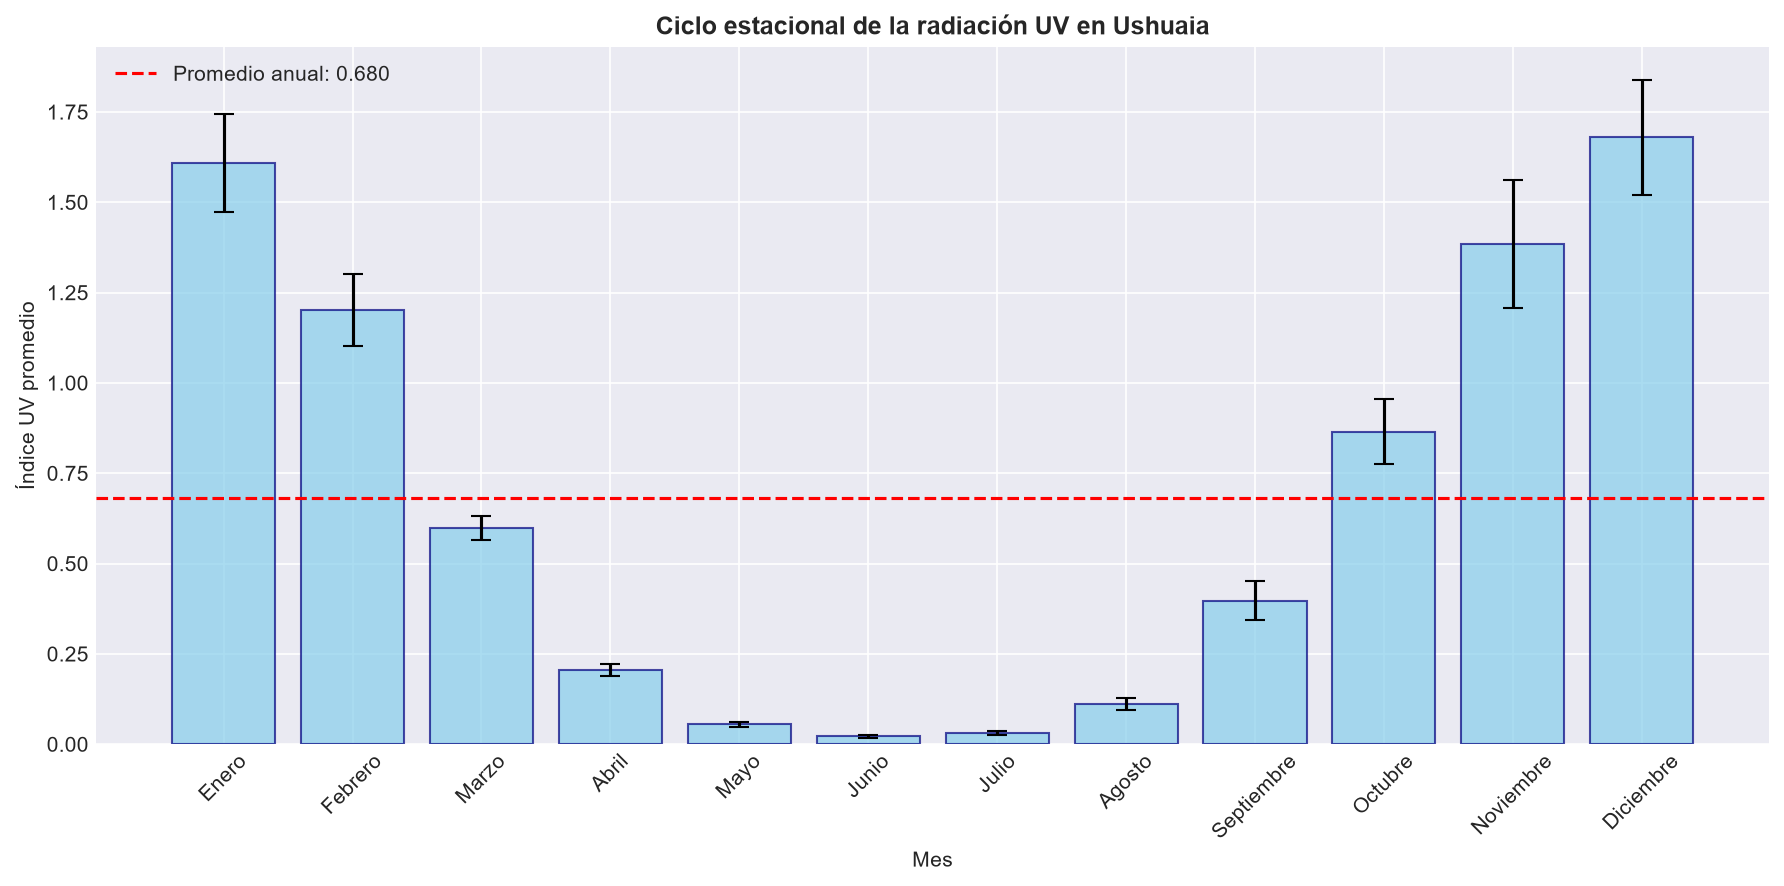 Ciclo estacional de la radiación UV en Ushuaia
Promedio anual: 0.680
Índice UV promedio
1.75
1.50
1.25
1.00
0.75
0.50
0.25
0.00
Enero
Febrero
Marzo
Abril
Mayo
Junio
Julio
Agosto
Septiembre
Octubre
Noviembre
Diciembre
Mes